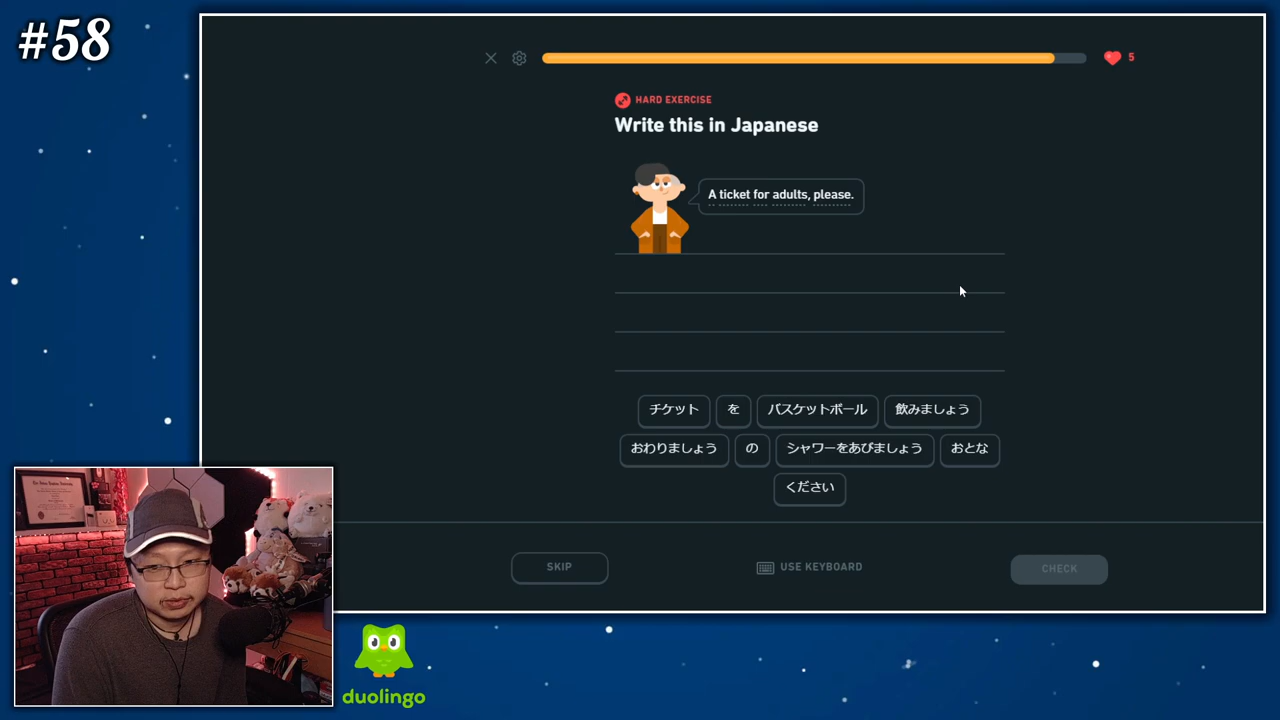 #58
5
HARD EXERCISE
Write this in Japanese
A ticket for adults, please.
チケット を バスケットボール 飲みましょう
おわりましょう の シャワーをあびましょう おとな
ください
SKIP USE KEYBOARD CHECK
duolingo